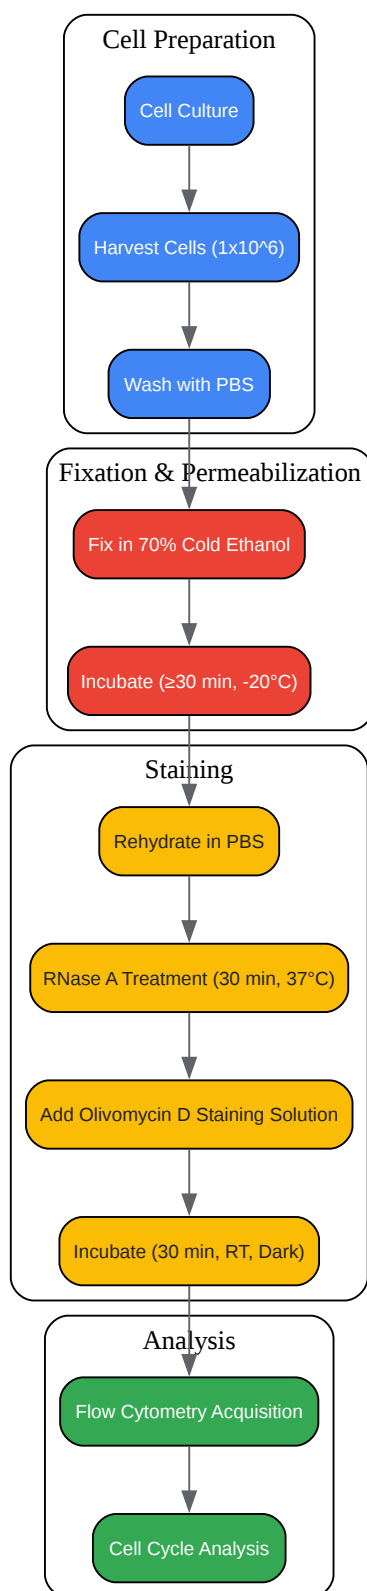 Cell Preparation
Cell Culture
Harvest Cells (1x10^6)
Wash with PBS
Fixation & Permeabilization
Fix in 70% Cold Ethanol
Incubate (≥30 min, -20°C)
Staining
Rehydrate in PBS
RNase A Treatment (30 min, 37°C)
Add Olivomycin D Staining Solution
Incubate (30 min, RT, Dark)
Analysis
Flow Cytometry Acquisition
Cell Cycle Analysis